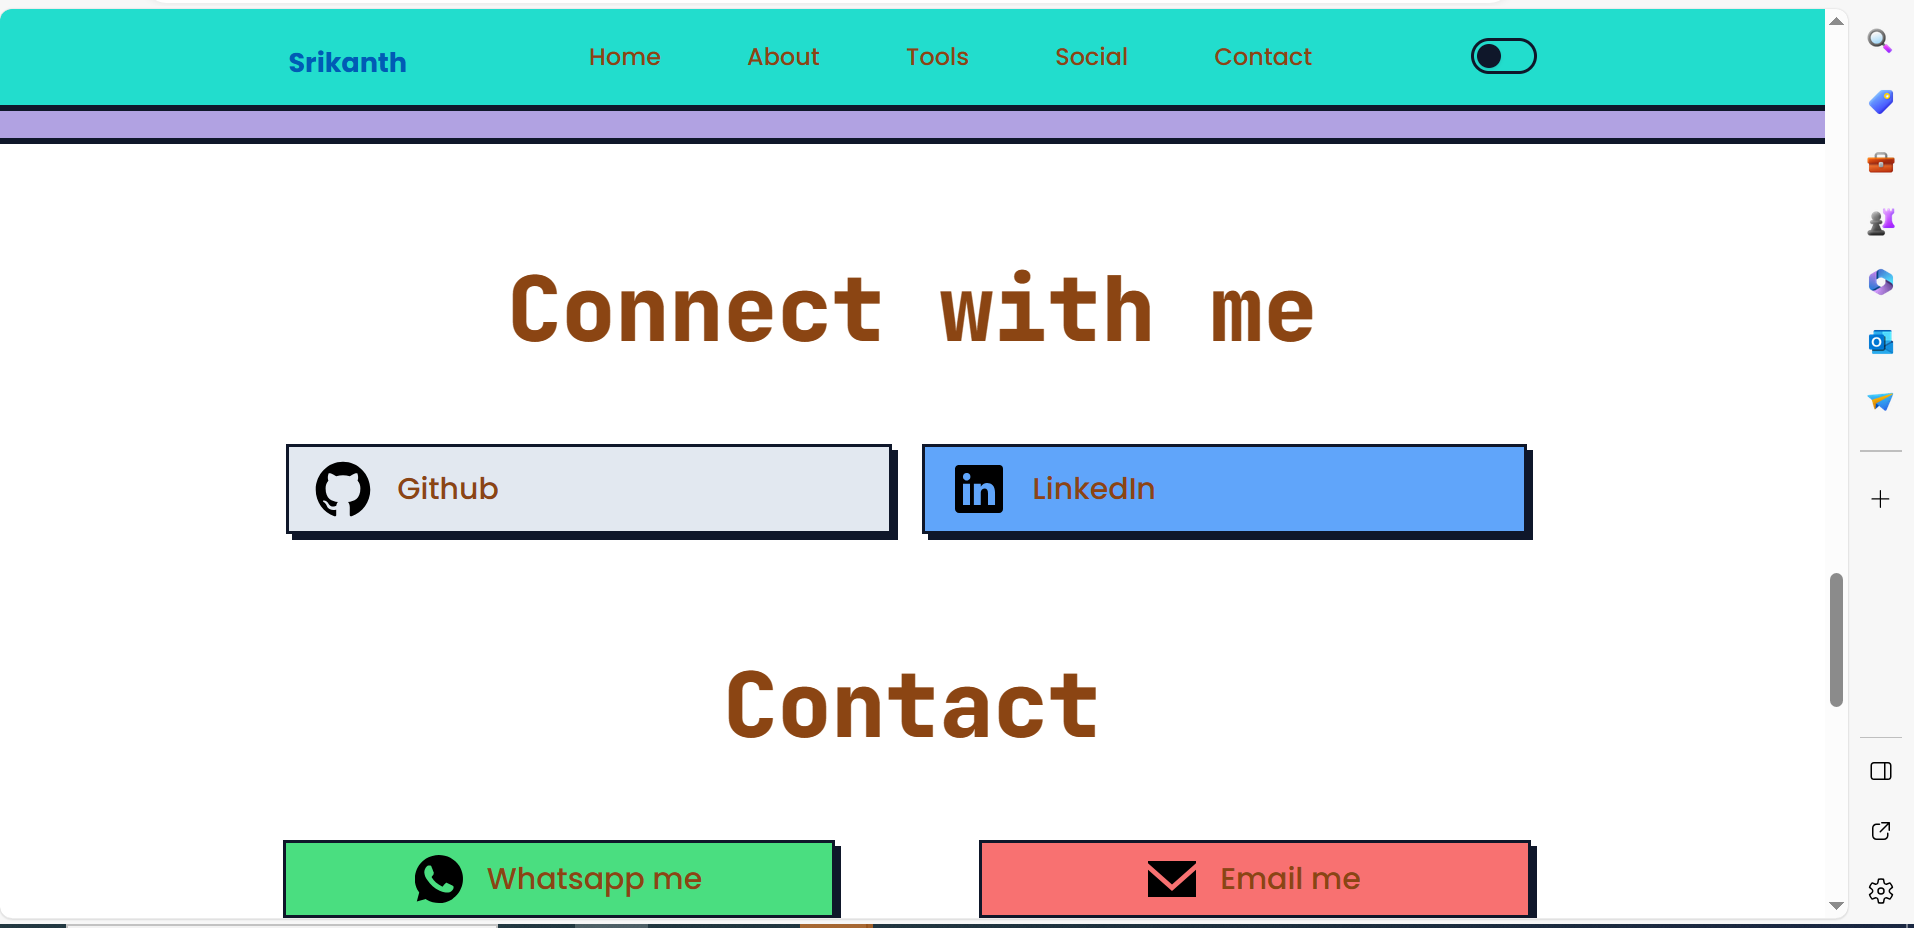 Srikanth Home About Tools Social Contact
Connect with me
Github LinkedIn
Contact
Whatsapp me Email me